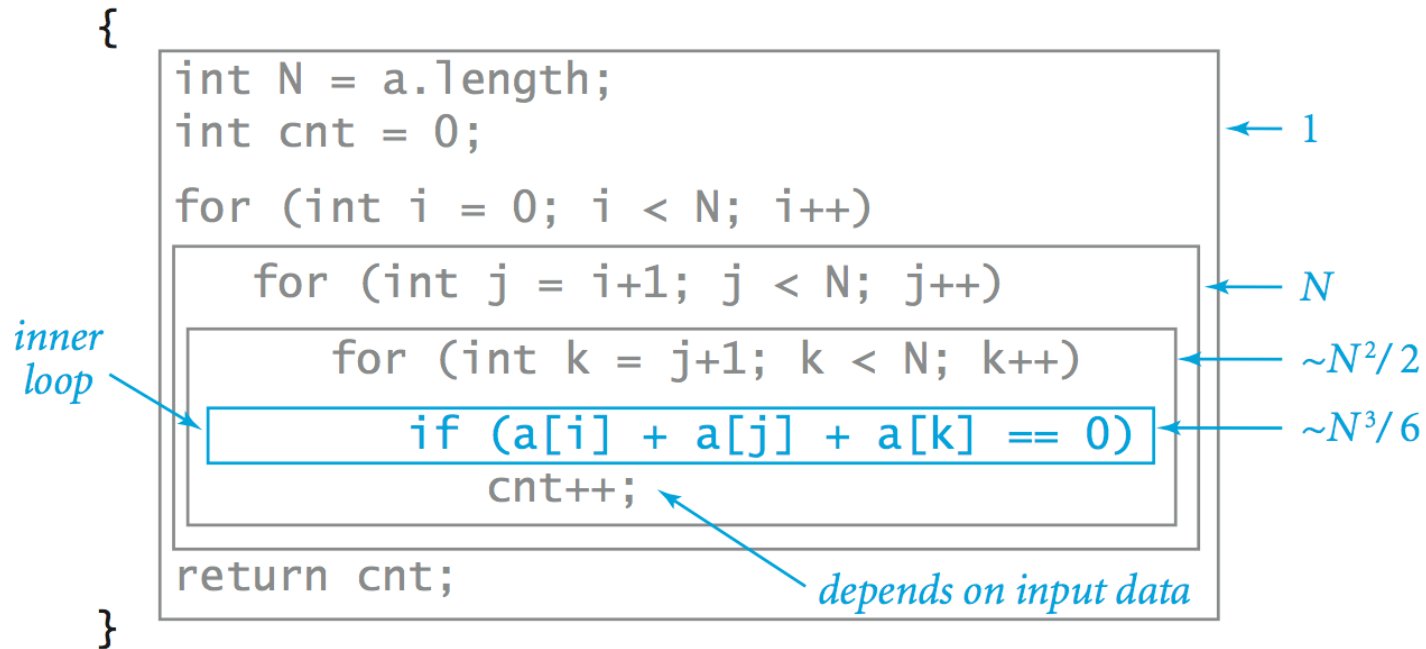 {
int N = a.length;
int cnt = 0;
1
for (int i = 0; i < N; i++)
for (int j = i+1; j < N; j++)
N
inner
loop
for (int k = j+1; k < N; k++)
~N²/2
if (a[i] + a[j] + a[k] == 0)
~N³/6
cnt++;
return cnt;
depends on input data
}